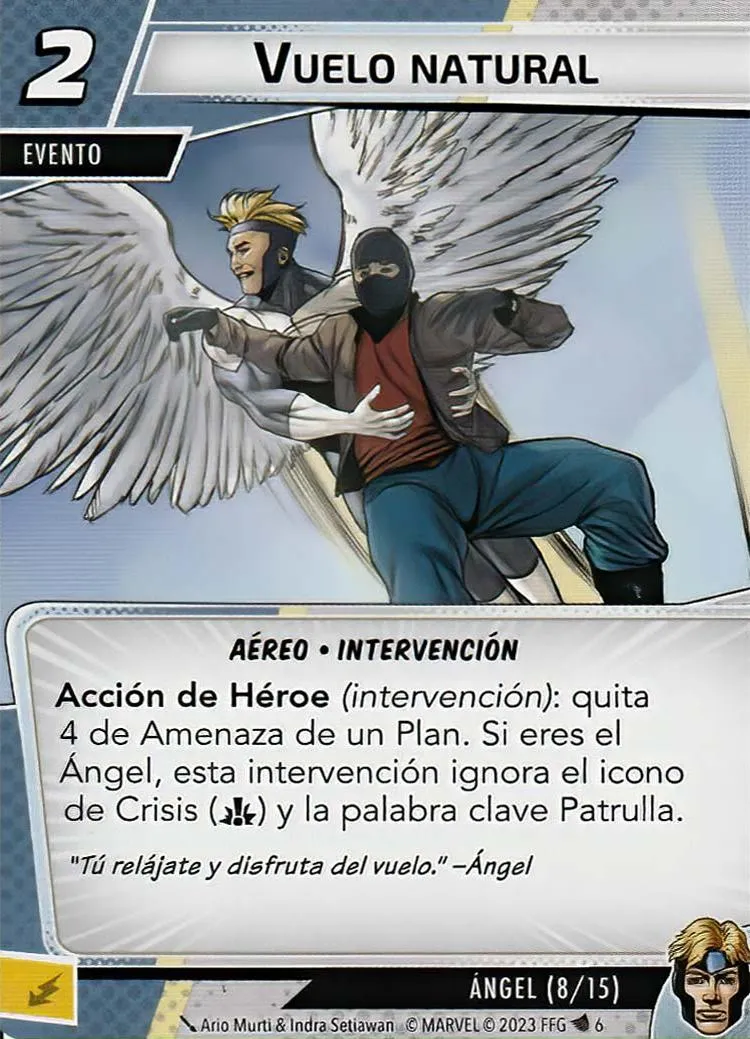 2
VUELO NATURAL
EVENTO
AÉREO • INTERVENCIÓN
Acción de Héroe (intervención): quita
4 de Amenaza de un Plan. Si eres el
Ángel, esta intervención ignora el icono
de Crisis () y la palabra clave Patrulla.
"Tú relájate y disfruta del vuelo." –Ángel
ÁNGEL (8/15)
Ario Murti & Indra Setiawan © MARVEL © 2023 FFG 6